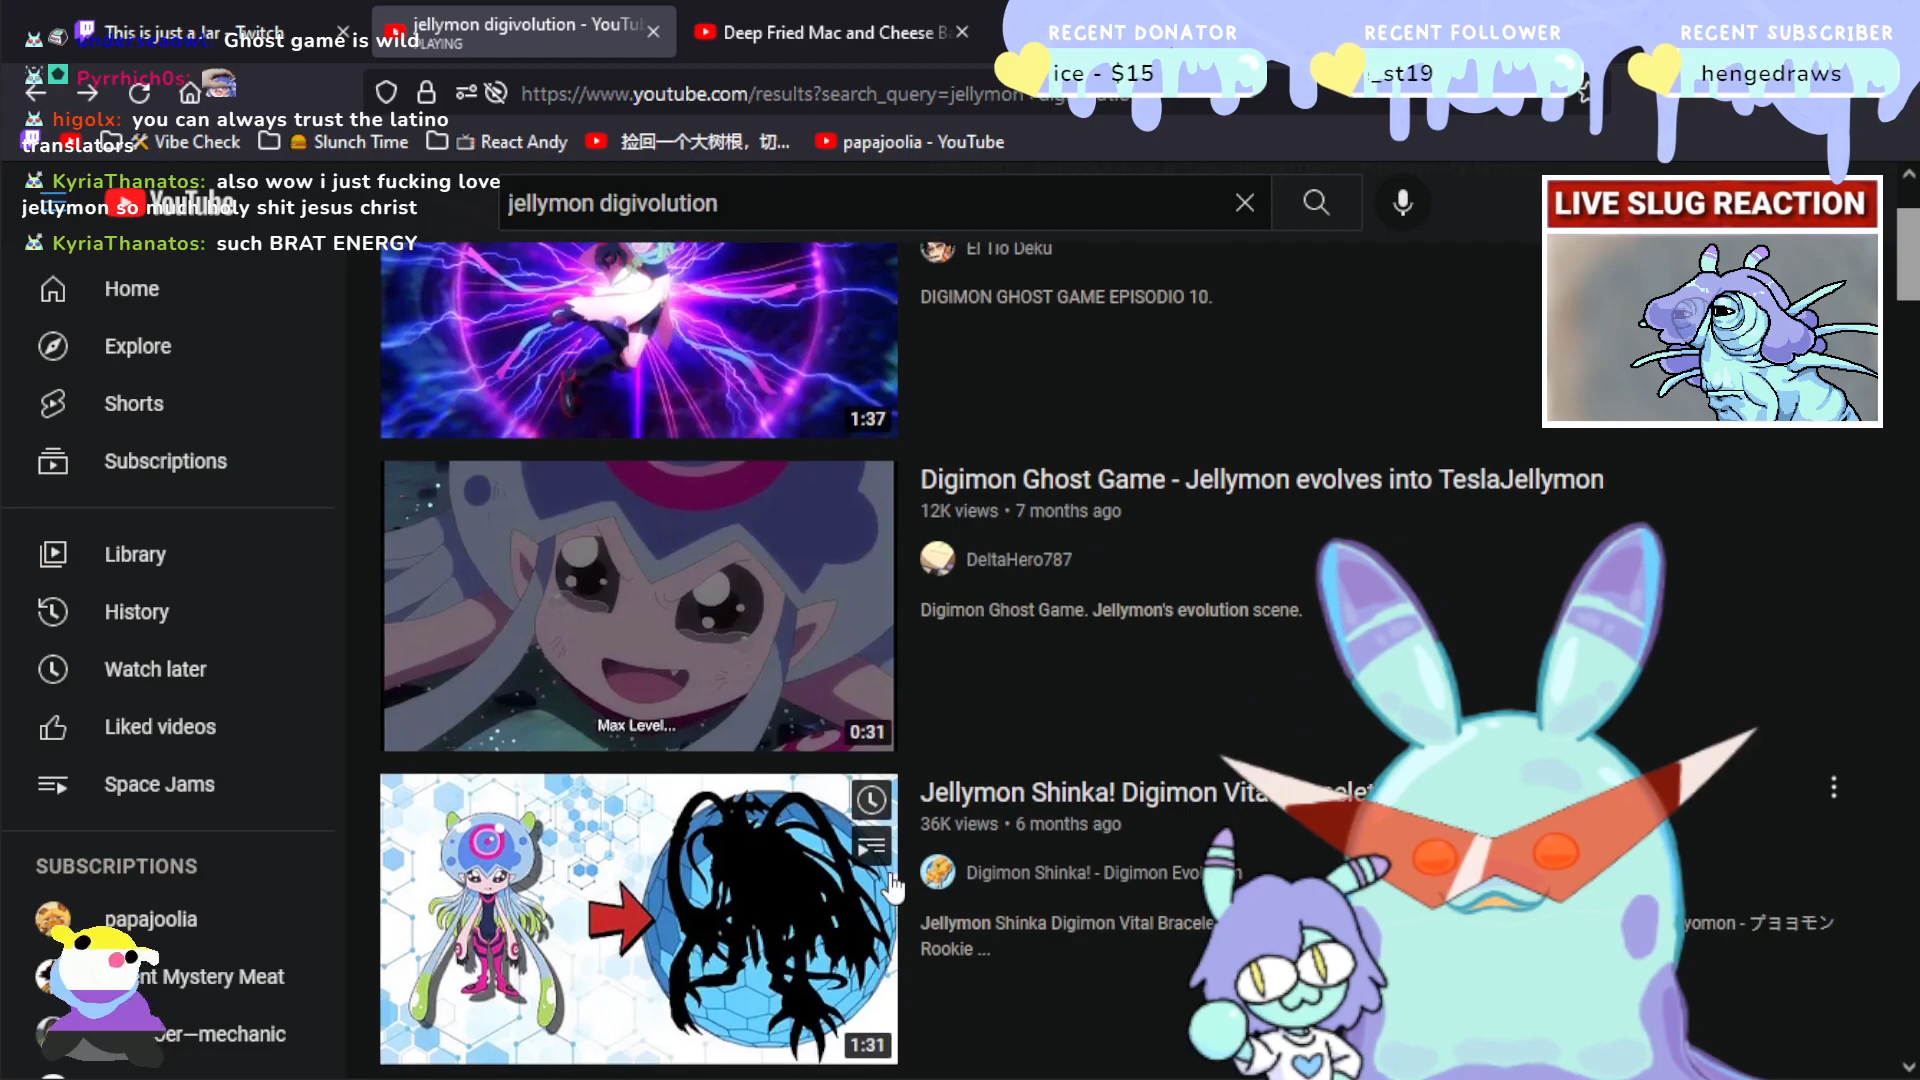 This is just a Jar - Twitch
jellymon digivolution - YouTu
PLAYING
Deep Fried Mac and Cheese B
RECENT DONATOR
RECENT FOLLOWER
RECENT SUBSCRIBER
ice - $15
_st19
hengedraws
Ghost game is wild
Pyrrhich0s:
https://www.youtube.com/results?search_query=jellymon+
higolx: you can always trust the latino
translators
Vibe Check
Slunch Time
React Andy
捡回一个大树根，切...
papajoolia - YouTube
KyriaThanatos: also wow i just fucking love
jellymon so much holy shit jesus christ
KyriaThanatos: such BRAT ENERGY
YouTube
jellymon digivolution
LIVE SLUG REACTION
Home
Explore
Shorts
Subscriptions
Library
History
Watch later
Liked videos
Space Jams
SUBSCRIPTIONS
papajoolia
nt Mystery Meat
ber—mechanic
El Tio Deku
DIGIMON GHOST GAME EPISODIO 10.
1:37
Digimon Ghost Game - Jellymon evolves into TeslaJellymon
12K views • 7 months ago
DeltaHero787
Digimon Ghost Game. Jellymon's evolution scene.
Max Level...
0:31
Jellymon Shinka! Digimon Vital Bracelet
36K views • 6 months ago
Digimon Shinka! - Digimon Evol
Jellymon Shinka Digimon Vital Bracele
yomon - プヨヨモン
Rookie ...
1:31